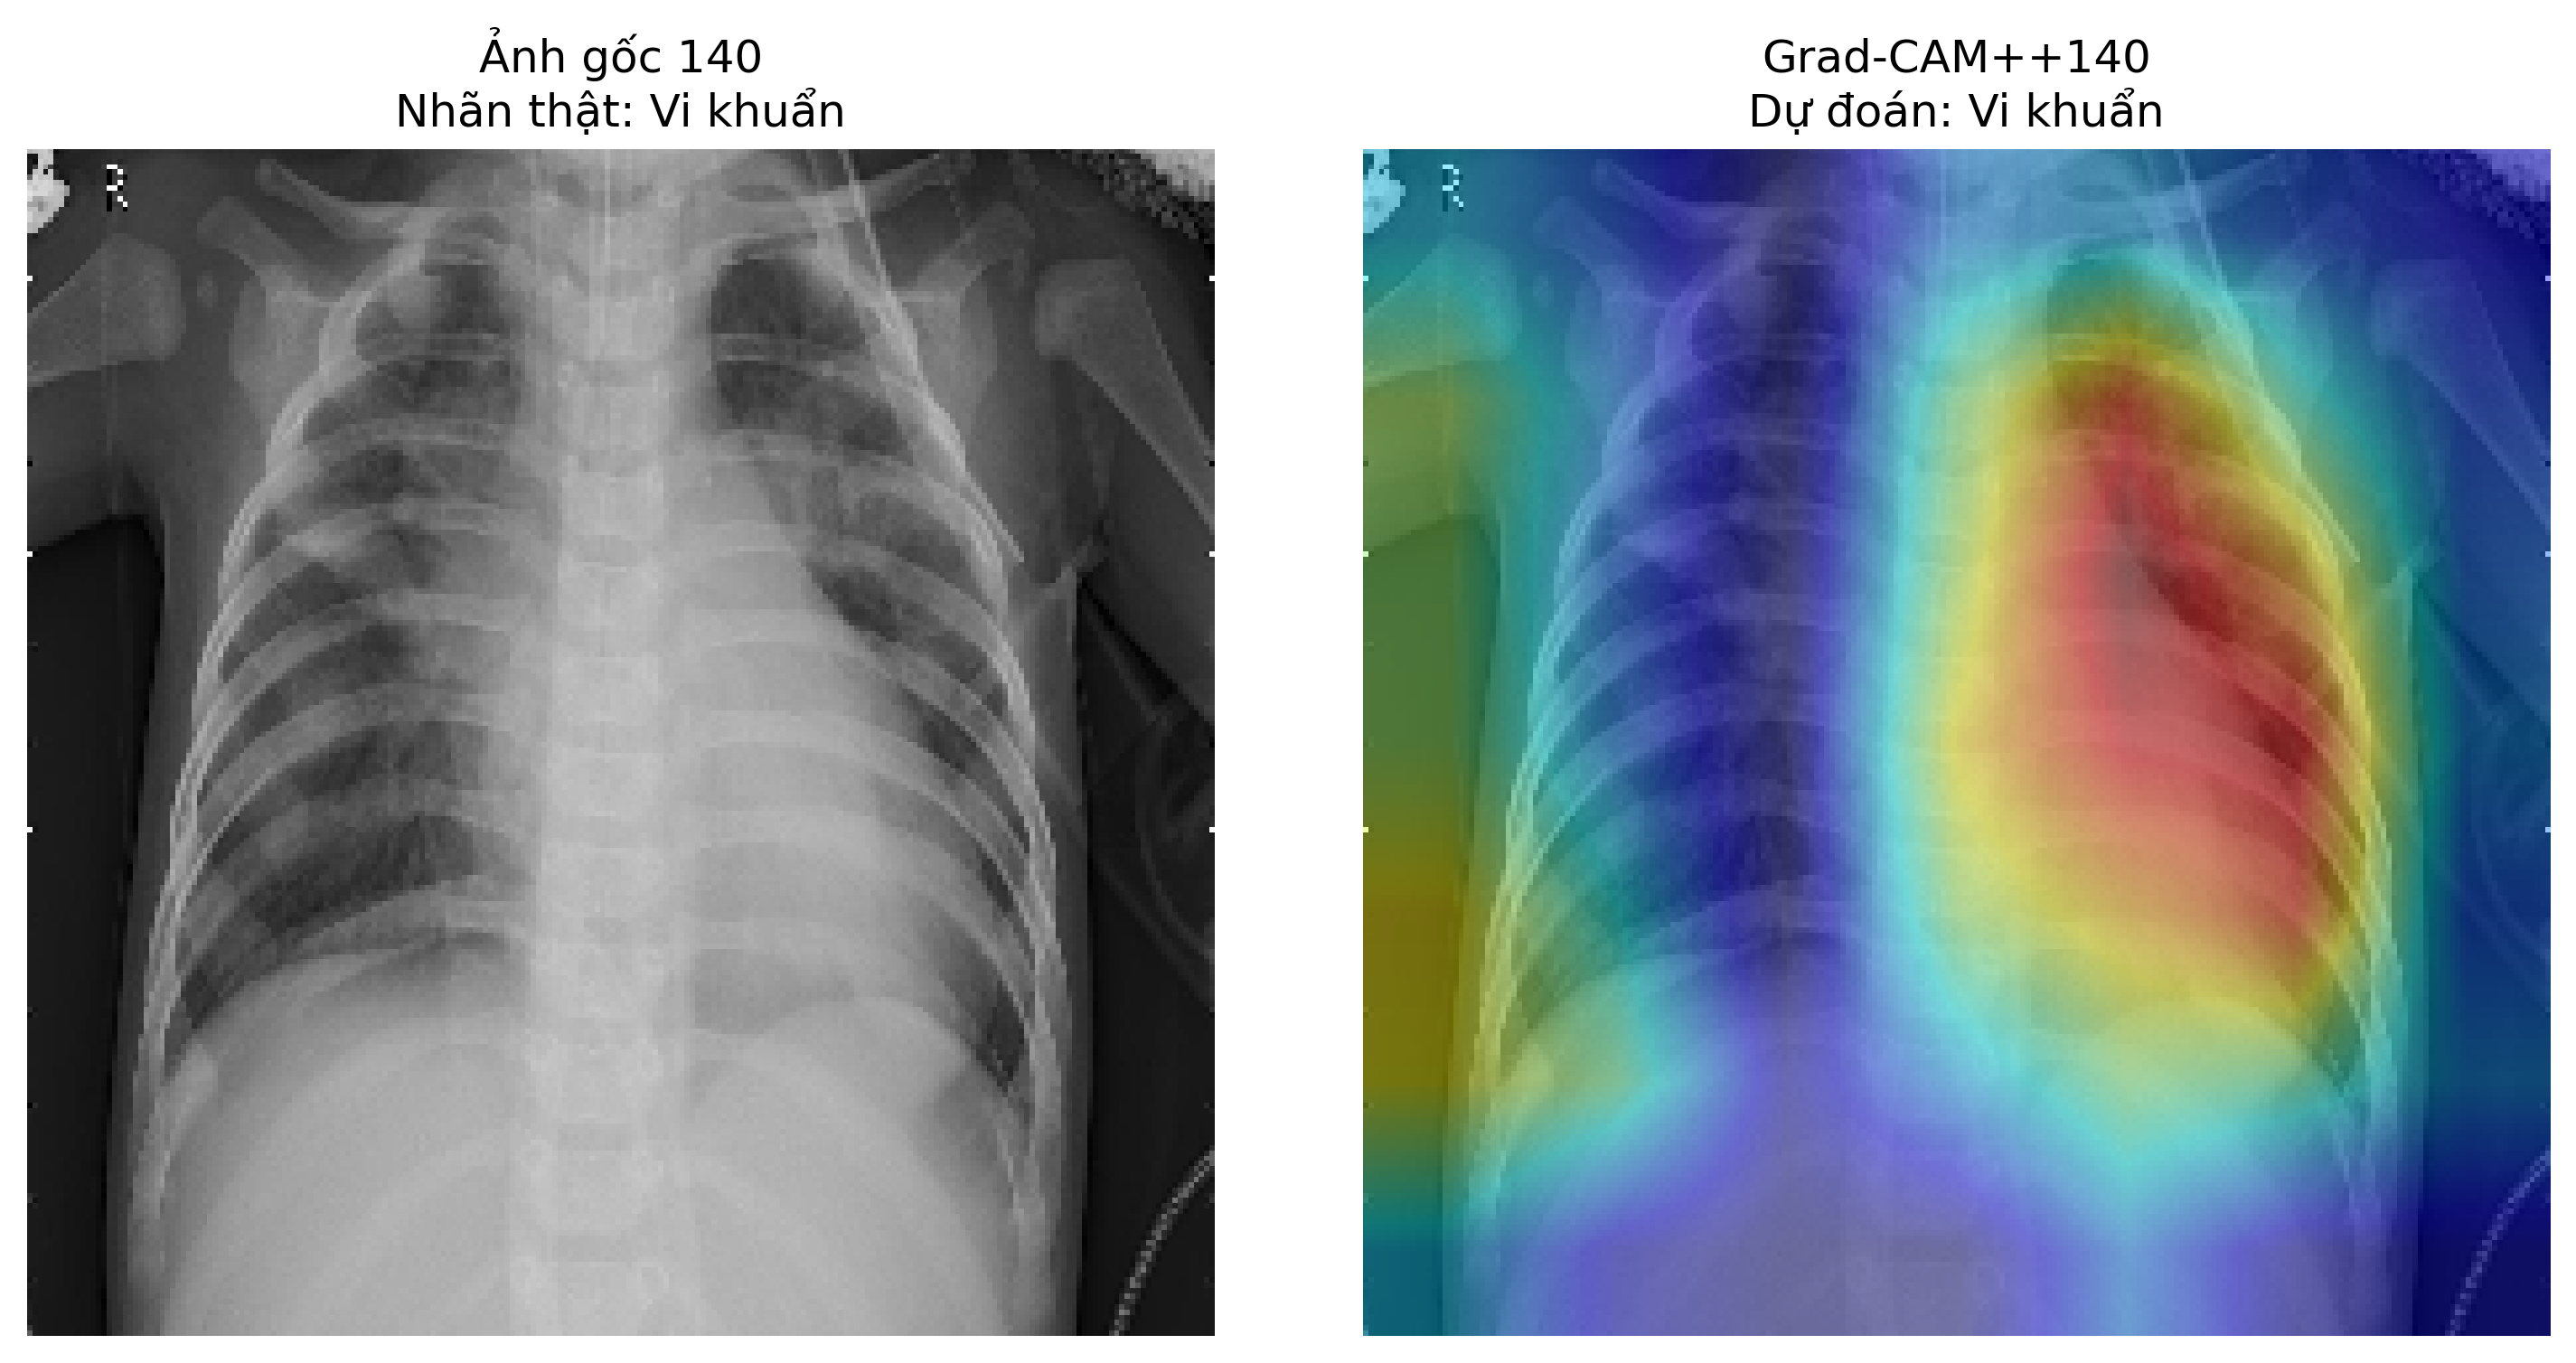 Ảnh gốc 140
Nhãn thật: Vi khuẩn
Grad-CAM++140
Dự đoán: Vi khuẩn
R
R